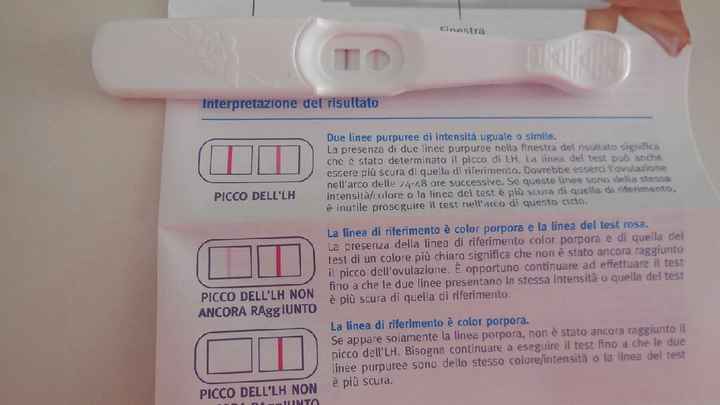 Finestra
Interpretazione del risultato
Due linee purpuree di intensità uguale o simile.
La presenza di due linee purpuree nella finestra del risultato significa
che è stato determinato il picco di LH. La linea del test può anche
essere più scura di quella di riferimento. Dovrebbe esserci l'ovulazione
nell'arco delle 24-48 ore successive. Se queste linee sono della stessa
intensità/colore o la linea del test è più scura di quella di riferimento,
è inutile proseguire il test nell'arco di questo ciclo.
PICCO DELL'LH
La linea di riferimento è color porpora e la linea del test rosa.
La presenza della linea di riferimento color porpora e di quella del
test di un colore più chiaro significa che non è stato ancora raggiunto
il picco dell'ovulazione. È opportuno continuare ad effettuare il test
fino a che le due linee presentano la stessa intensità o quella del test
è più scura di quella di riferimento.
PICCO DELL'LH NON
ANCORA RAggIUNTO
La linea di riferimento è color porpora.
Se appare solamente la linea porpora, non è stato ancora raggiunto il
picco dell'LH. Bisogna continuare a eseguire il test fino a che le due
linee purpuree sono dello stesso colore/intensità o la linea del test
è più scura.
PICCO DELL'LH NON
ANCORA RAggIUNTO